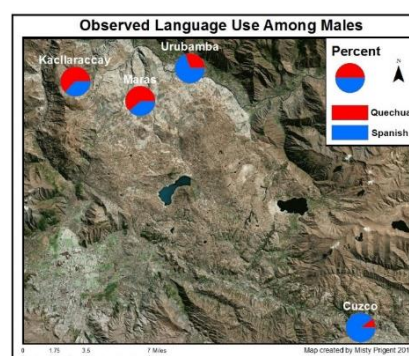 Observed Language Use Among Males
Urubamba
Kacllaraccay
Maras
Percent
Quechua
Spanish
Cuzco
0 1.75 3.5 7 Miles
Map created by Misty Prigent 201